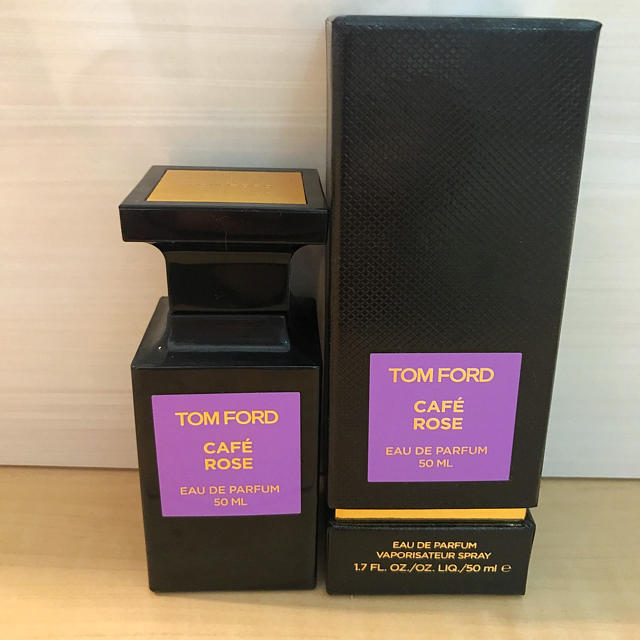 TOM FORD
CAFÉ
ROSE
EAU DE PARFUM
50 ML
TOM FORD
CAFÉ
ROSE
EAU DE PARFUM
50 ML
EAU DE PARFUM
VAPORISATEUR SPRAY
1.7 FL. OZ./OZ. LIQ./50 ml ℮